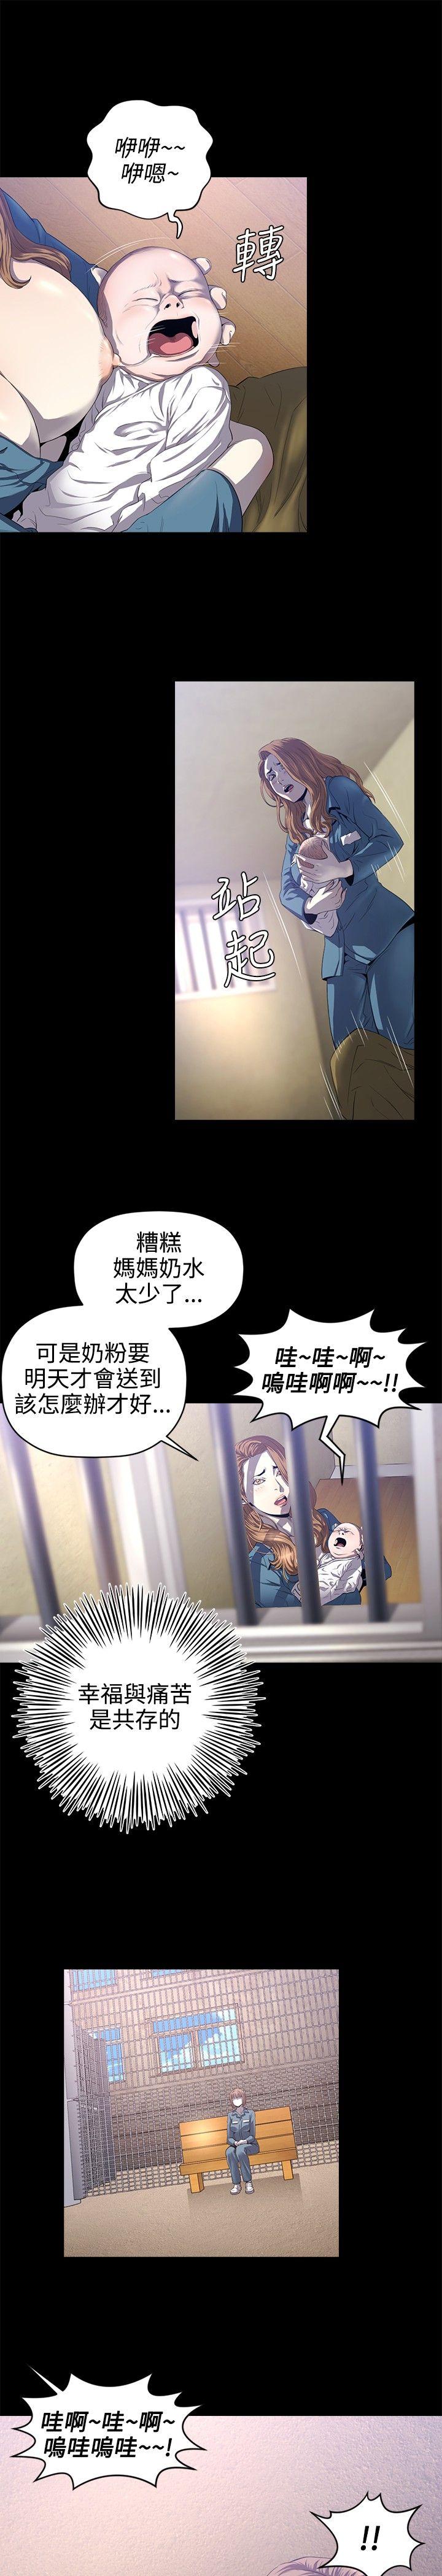 咿咿~~
咿嗯~
轉
站
起
糟糕
媽媽奶水
太少了...
可是奶粉要
明天才會送到
該怎麼辦才好...
哇~哇~啊~
嗚哇啊啊~~!!
幸福與痛苦
是共存的
哇啊~哇~啊~
嗚哇嗚哇~~!
!!